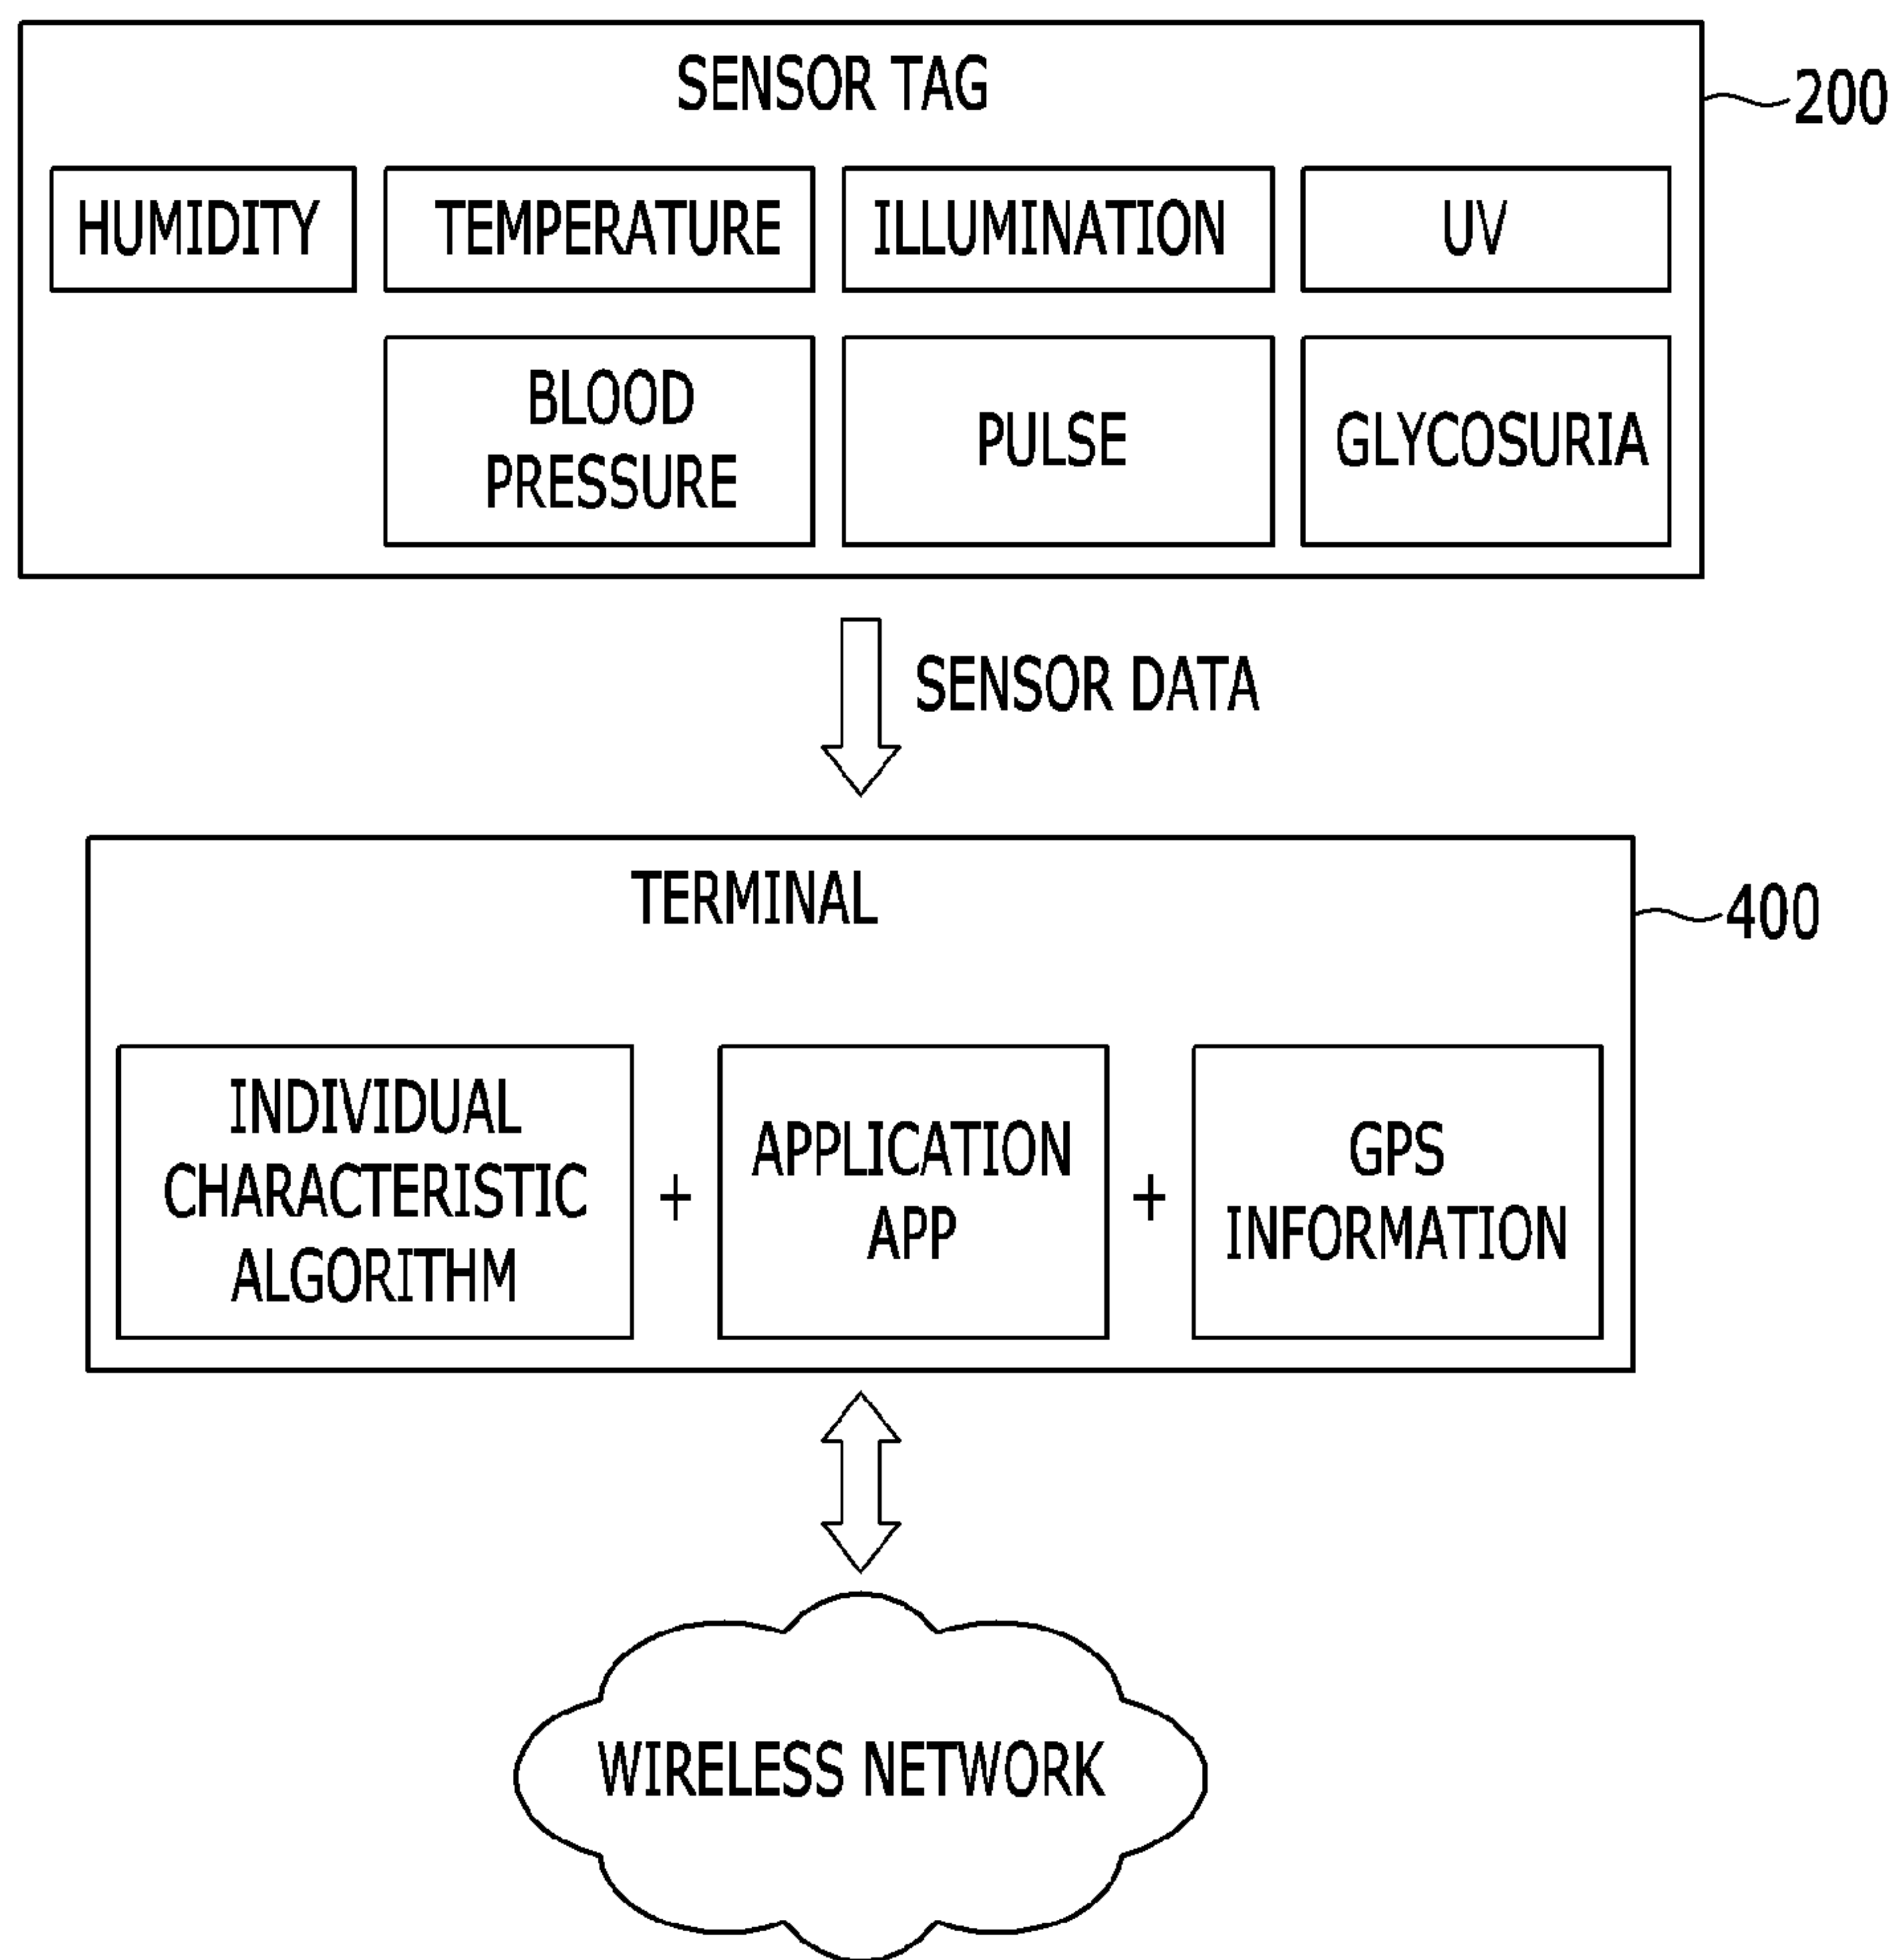 SENSOR TAG
200
HUMIDITY
TEMPERATURE
ILLUMINATION
UV
BLOOD
PRESSURE
PULSE
GLYCOSURIA
SENSOR DATA
TERMINAL
400
INDIVIDUAL
CHARACTERISTIC
ALGORITHM
+
APPLICATION
APP
+
GPS
INFORMATION
WIRELESS NETWORK